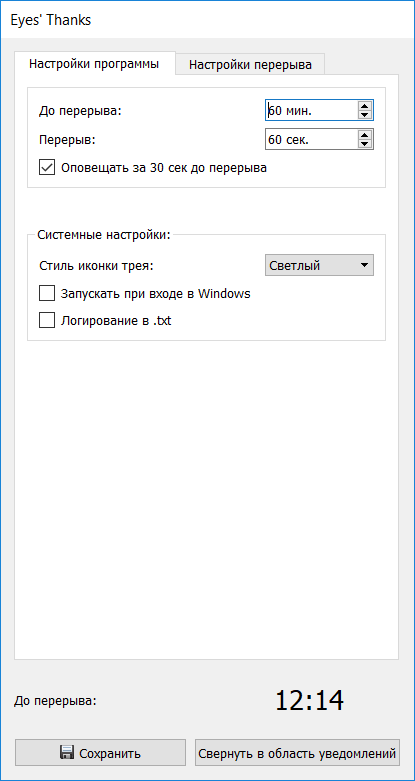 Eyes' Thanks
Настройки программы Настройки перерыва
До перерыва: 60 мин.
Перерыв: 60 сек.
Оповещать за 30 сек до перерыва
Системные настройки:
Стиль иконки трея: Светлый
Запускать при входе в Windows
Логирование в .txt
До перерыва: 12:14
Сохранить Свернуть в область уведомлений